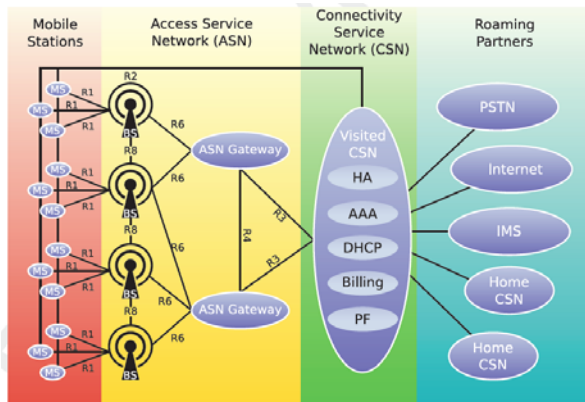 Mobile
Stations
Access Service
Network (ASN)
Connectivity
Service
Network (CSN)
Roaming
Partners
R2
MS
R1
MS
R1
MS
R1
BS
R8
R6
MS
R1
MS
R1
MS
R1
BS
R8
R6
R6
MS
R1
MS
R1
MS
R1
BS
R8
R6
MS
R1
MS
R1
MS
R1
BS
R6
ASN Gateway
R4
R3
R3
ASN Gateway
Visited
CSN
HA
AAA
DHCP
Billing
PF
PSTN
Internet
IMS
Home
CSN
Home
CSN